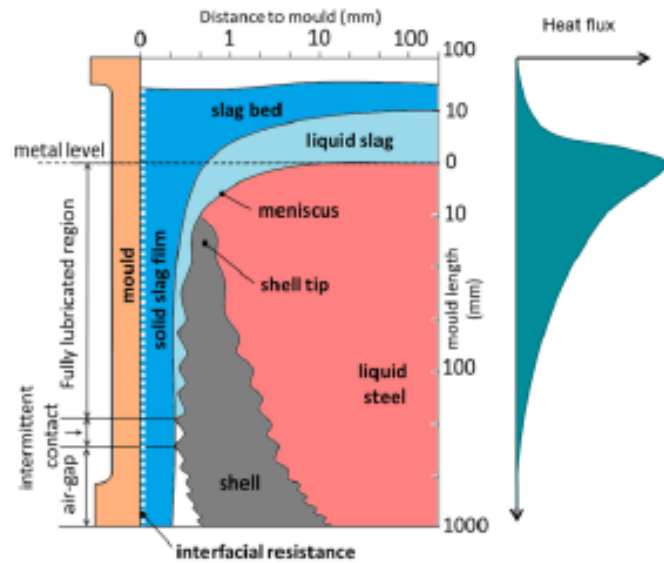 Distance to mould (mm)
0 1 10 100
100
Heat flux
slag bed
10
liquid slag
metal level
0
meniscus
10
Fully lubricated region
mould
solid slag film
shell tip
mould length
(mm)
100
liquid
steel
intermittent
contact
air-gap
shell
1000
interfacial resistance